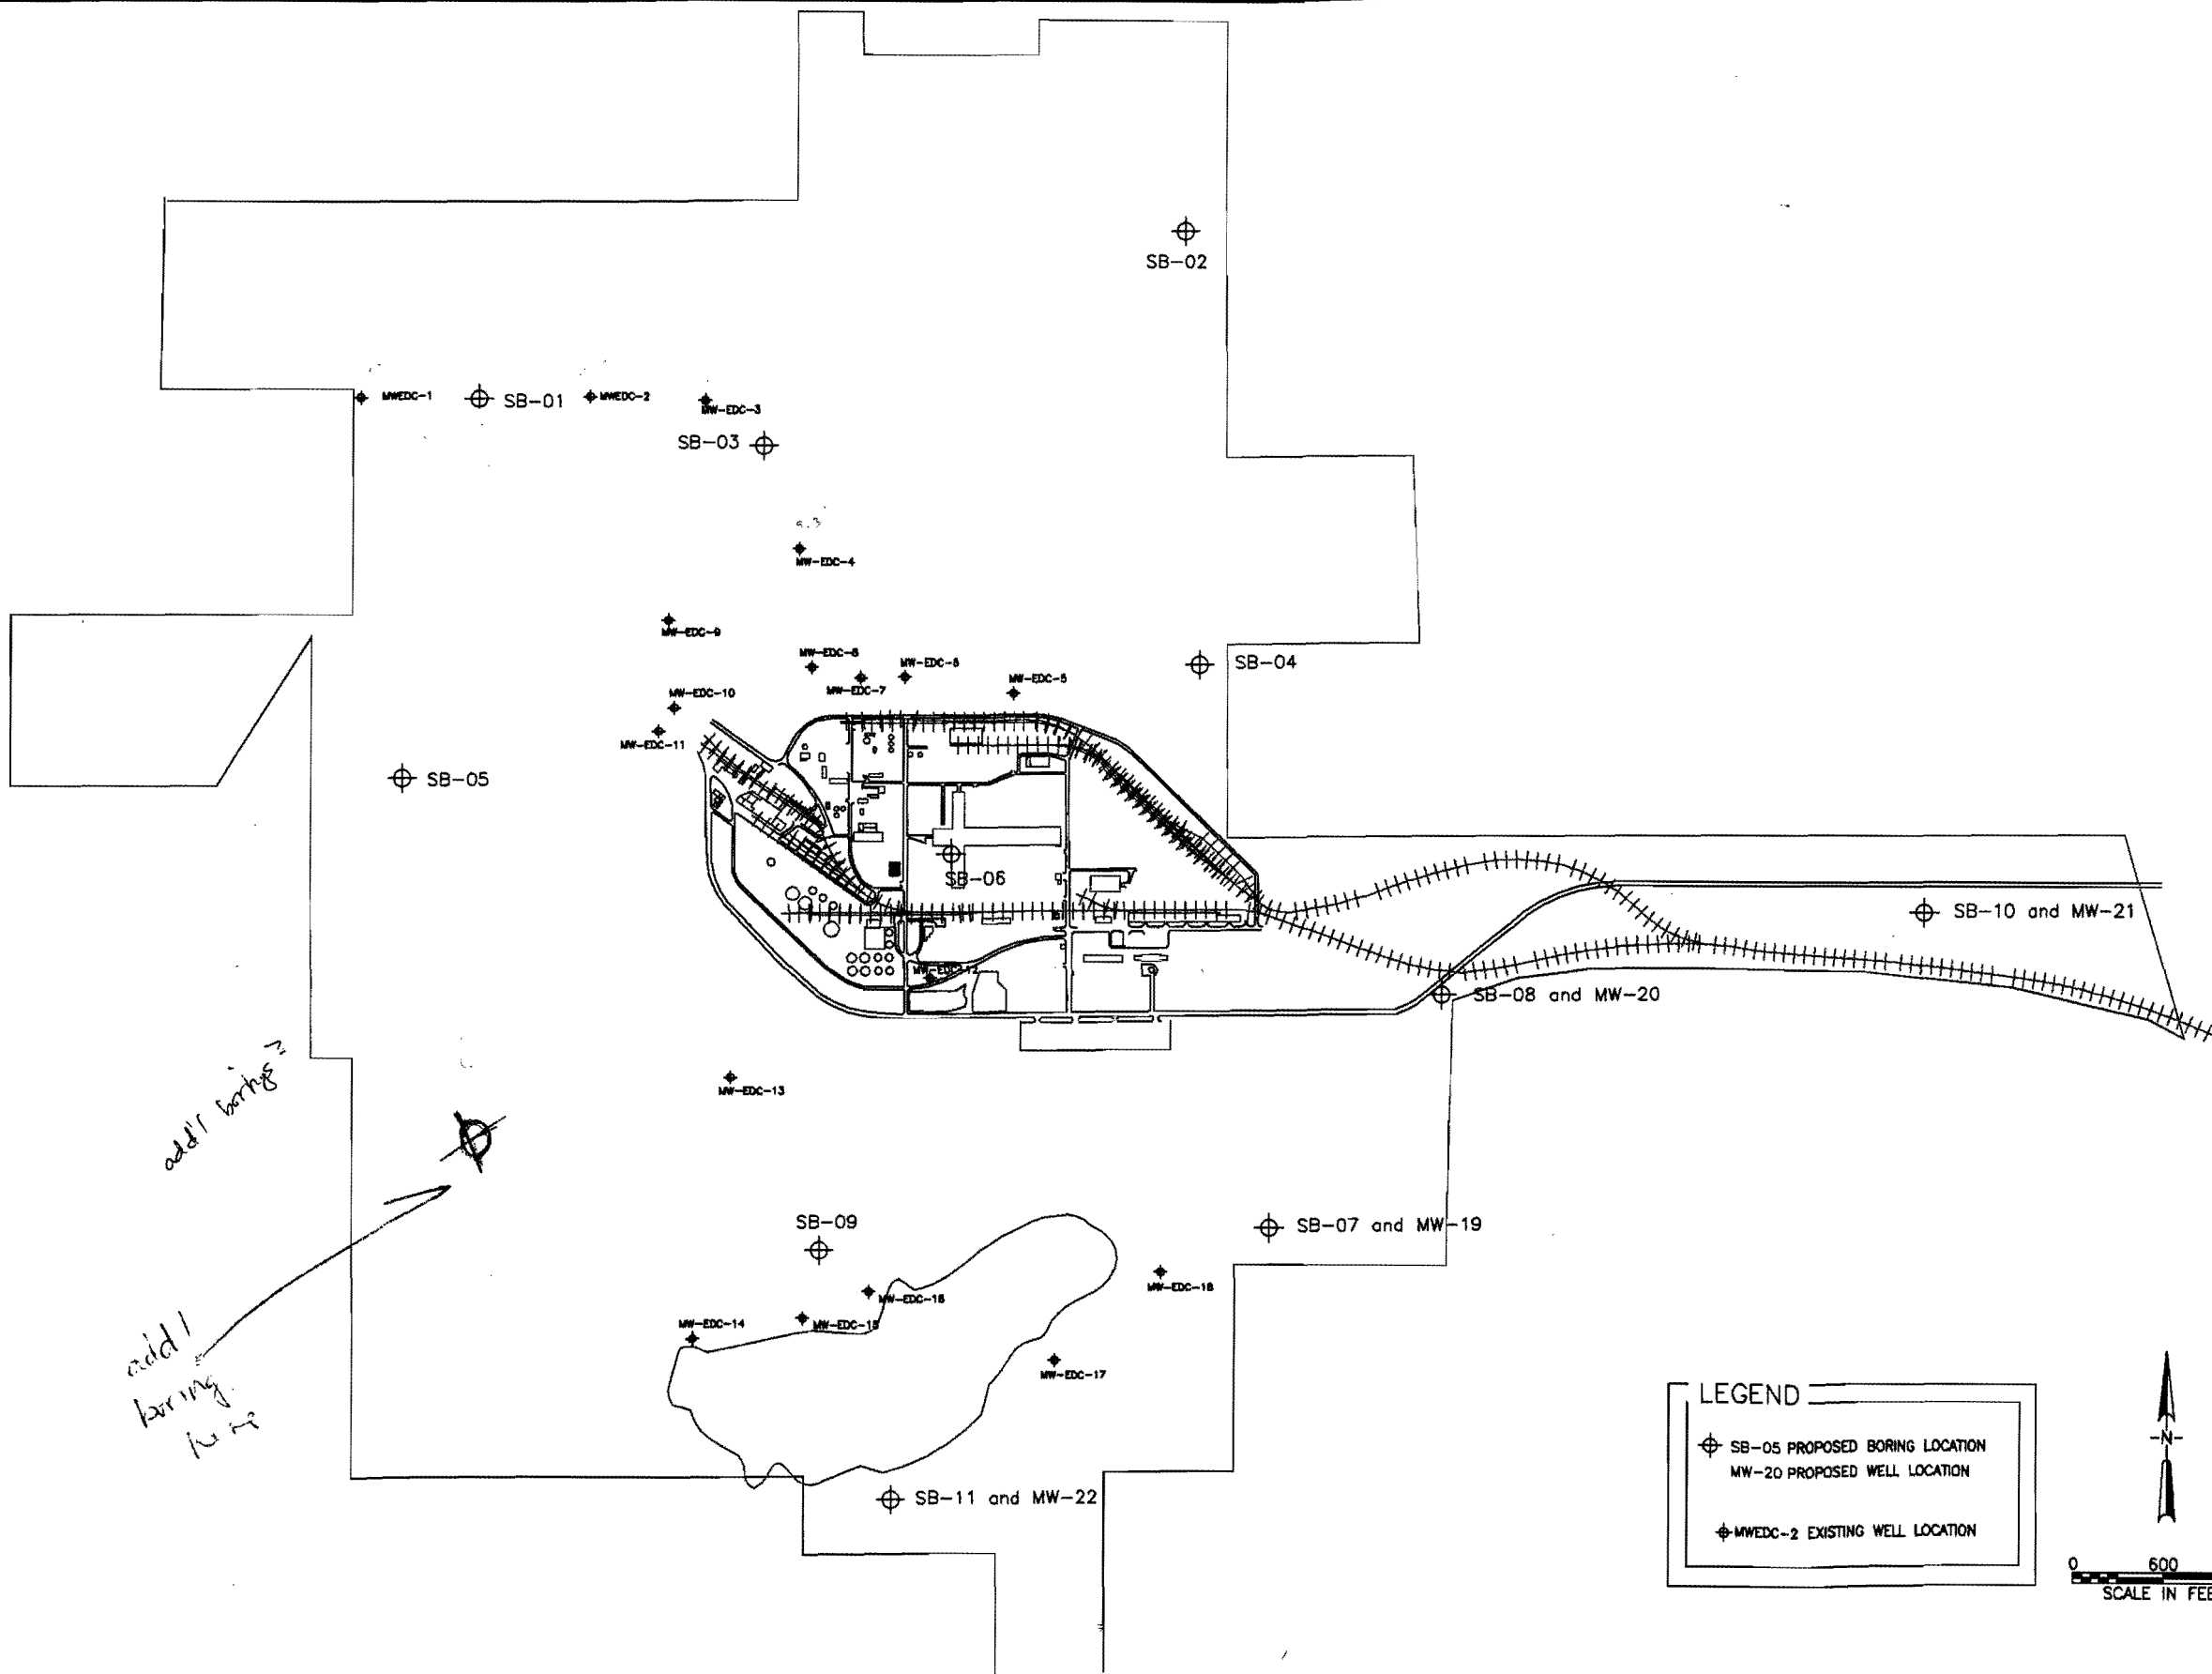 SB-02
MWEDC-1
SB-01
MWEDC-2
MW-EDC-3
SB-03
MW-EDC-4
MW-EDC-9
MW-EDC-8
MW-EDC-7
MW-EDC-5
SB-04
MW-EDC-10
MW-EDC-11
SB-05
SB-06
SB-10 and MW-21
MW-EDC-12
SB-08 and MW-20
add'l borings?
MW-EDC-13
SB-09
SB-07 and MW-19
MW-EDC-16
MW-EDC-18
MW-EDC-14
MW-EDC-15
MW-EDC-17
add'l
boring
here
SB-11 and MW-22
LEGEND
SB-05 PROPOSED BORING LOCATION
MW-20 PROPOSED WELL LOCATION
MWEDC-2 EXISTING WELL LOCATION
-N-
0 600
SCALE IN FEE